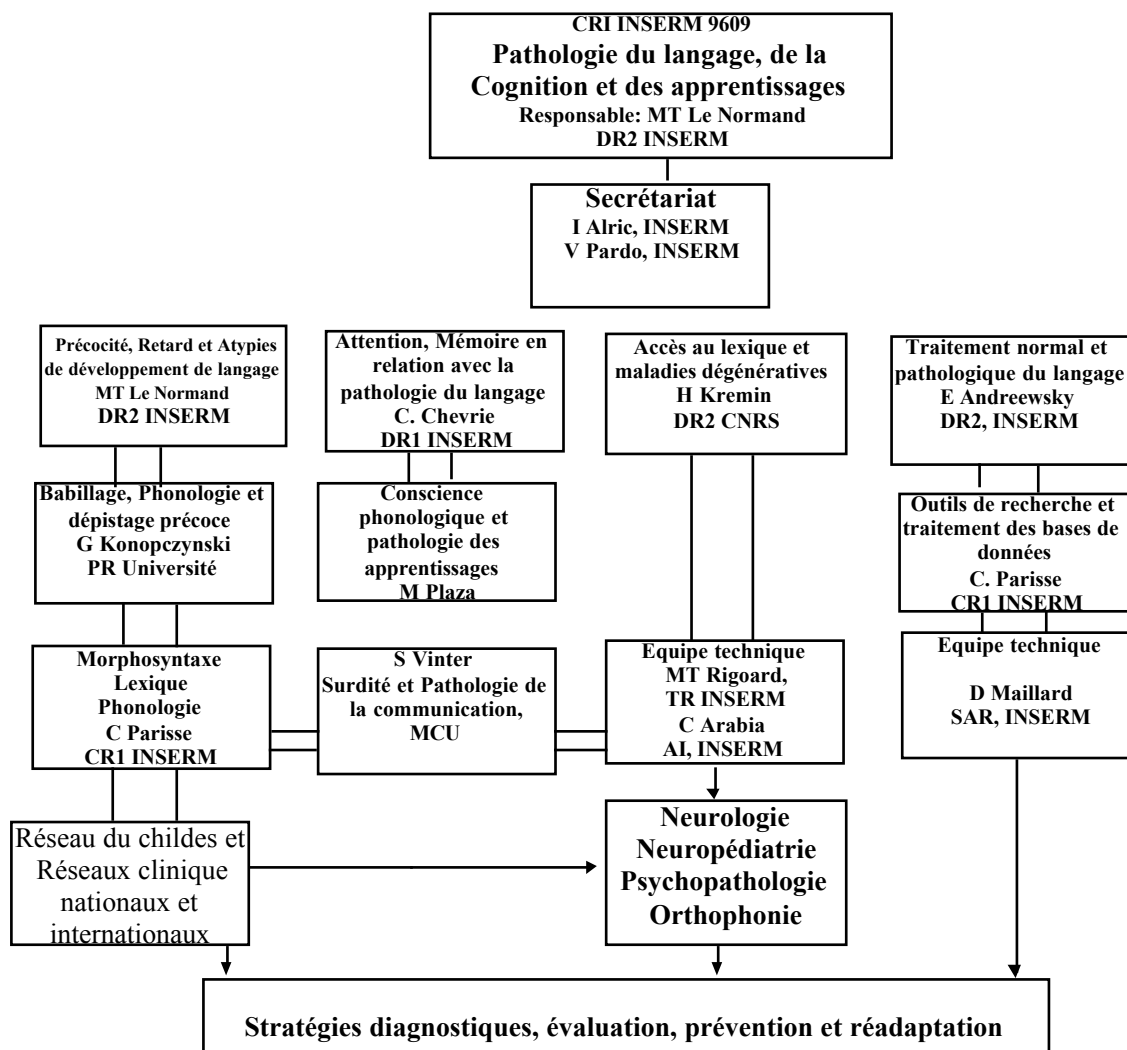 CRI INSERM 9609
Pathologie du langage, de la
Cognition et des apprentissages
Responsable: MT Le Normand
DR2 INSERM
Secrétariat
I Alric, INSERM
V Pardo, INSERM
Précocité, Retard et Atypies
de développement de langage
MT Le Normand
DR2 INSERM
Attention, Mémoire en
relation avec la
pathologie du langage
C. Chevrie
DR1 INSERM
Accès au lexique et
maladies dégénératives
H Kremin
DR2 CNRS
Traitement normal et
pathologique du langage
E Andreewsky
DR2, INSERM
Babillage, Phonologie et
dépistage précoce
G Konopczynski
PR Université
Conscience
phonologique et
pathologie des
apprentissages
M Plaza
Outils de recherche et
traitement des bases de
données
C. Parisse
CR1 INSERM
Morphosyntaxe
Lexique
Phonologie
C Parisse
CR1 INSERM
S Vinter
Surdité et Pathologie de
la communication,
MCU
Equipe technique
MT Rigoard,
TR INSERM
C Arabia
AI, INSERM
Equipe technique
D Maillard
SAR, INSERM
Réseau du childes et
Réseaux clinique
nationaux et
internationaux
Neurologie
Neuropédiatrie
Psychopathologie
Orthophonie
Stratégies diagnostiques, évaluation, prévention et réadaptation